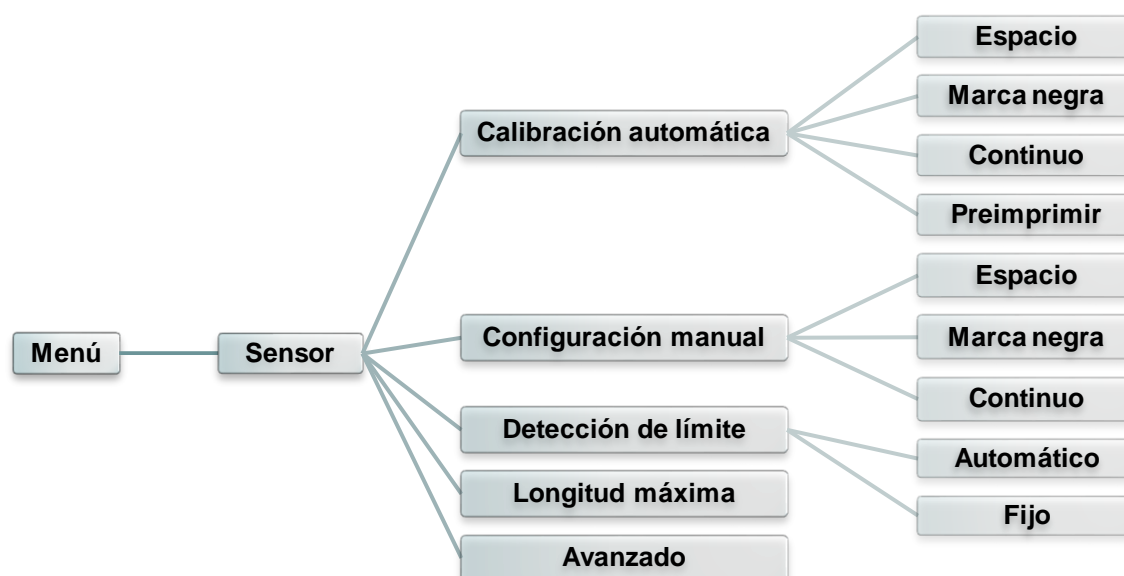 Menú
Sensor
Calibración automática
Espacio
Marca negra
Continuo
Preimprimir
Configuración manual
Espacio
Marca negra
Continuo
Detección de límite
Automático
Fijo
Longitud máxima
Avanzado